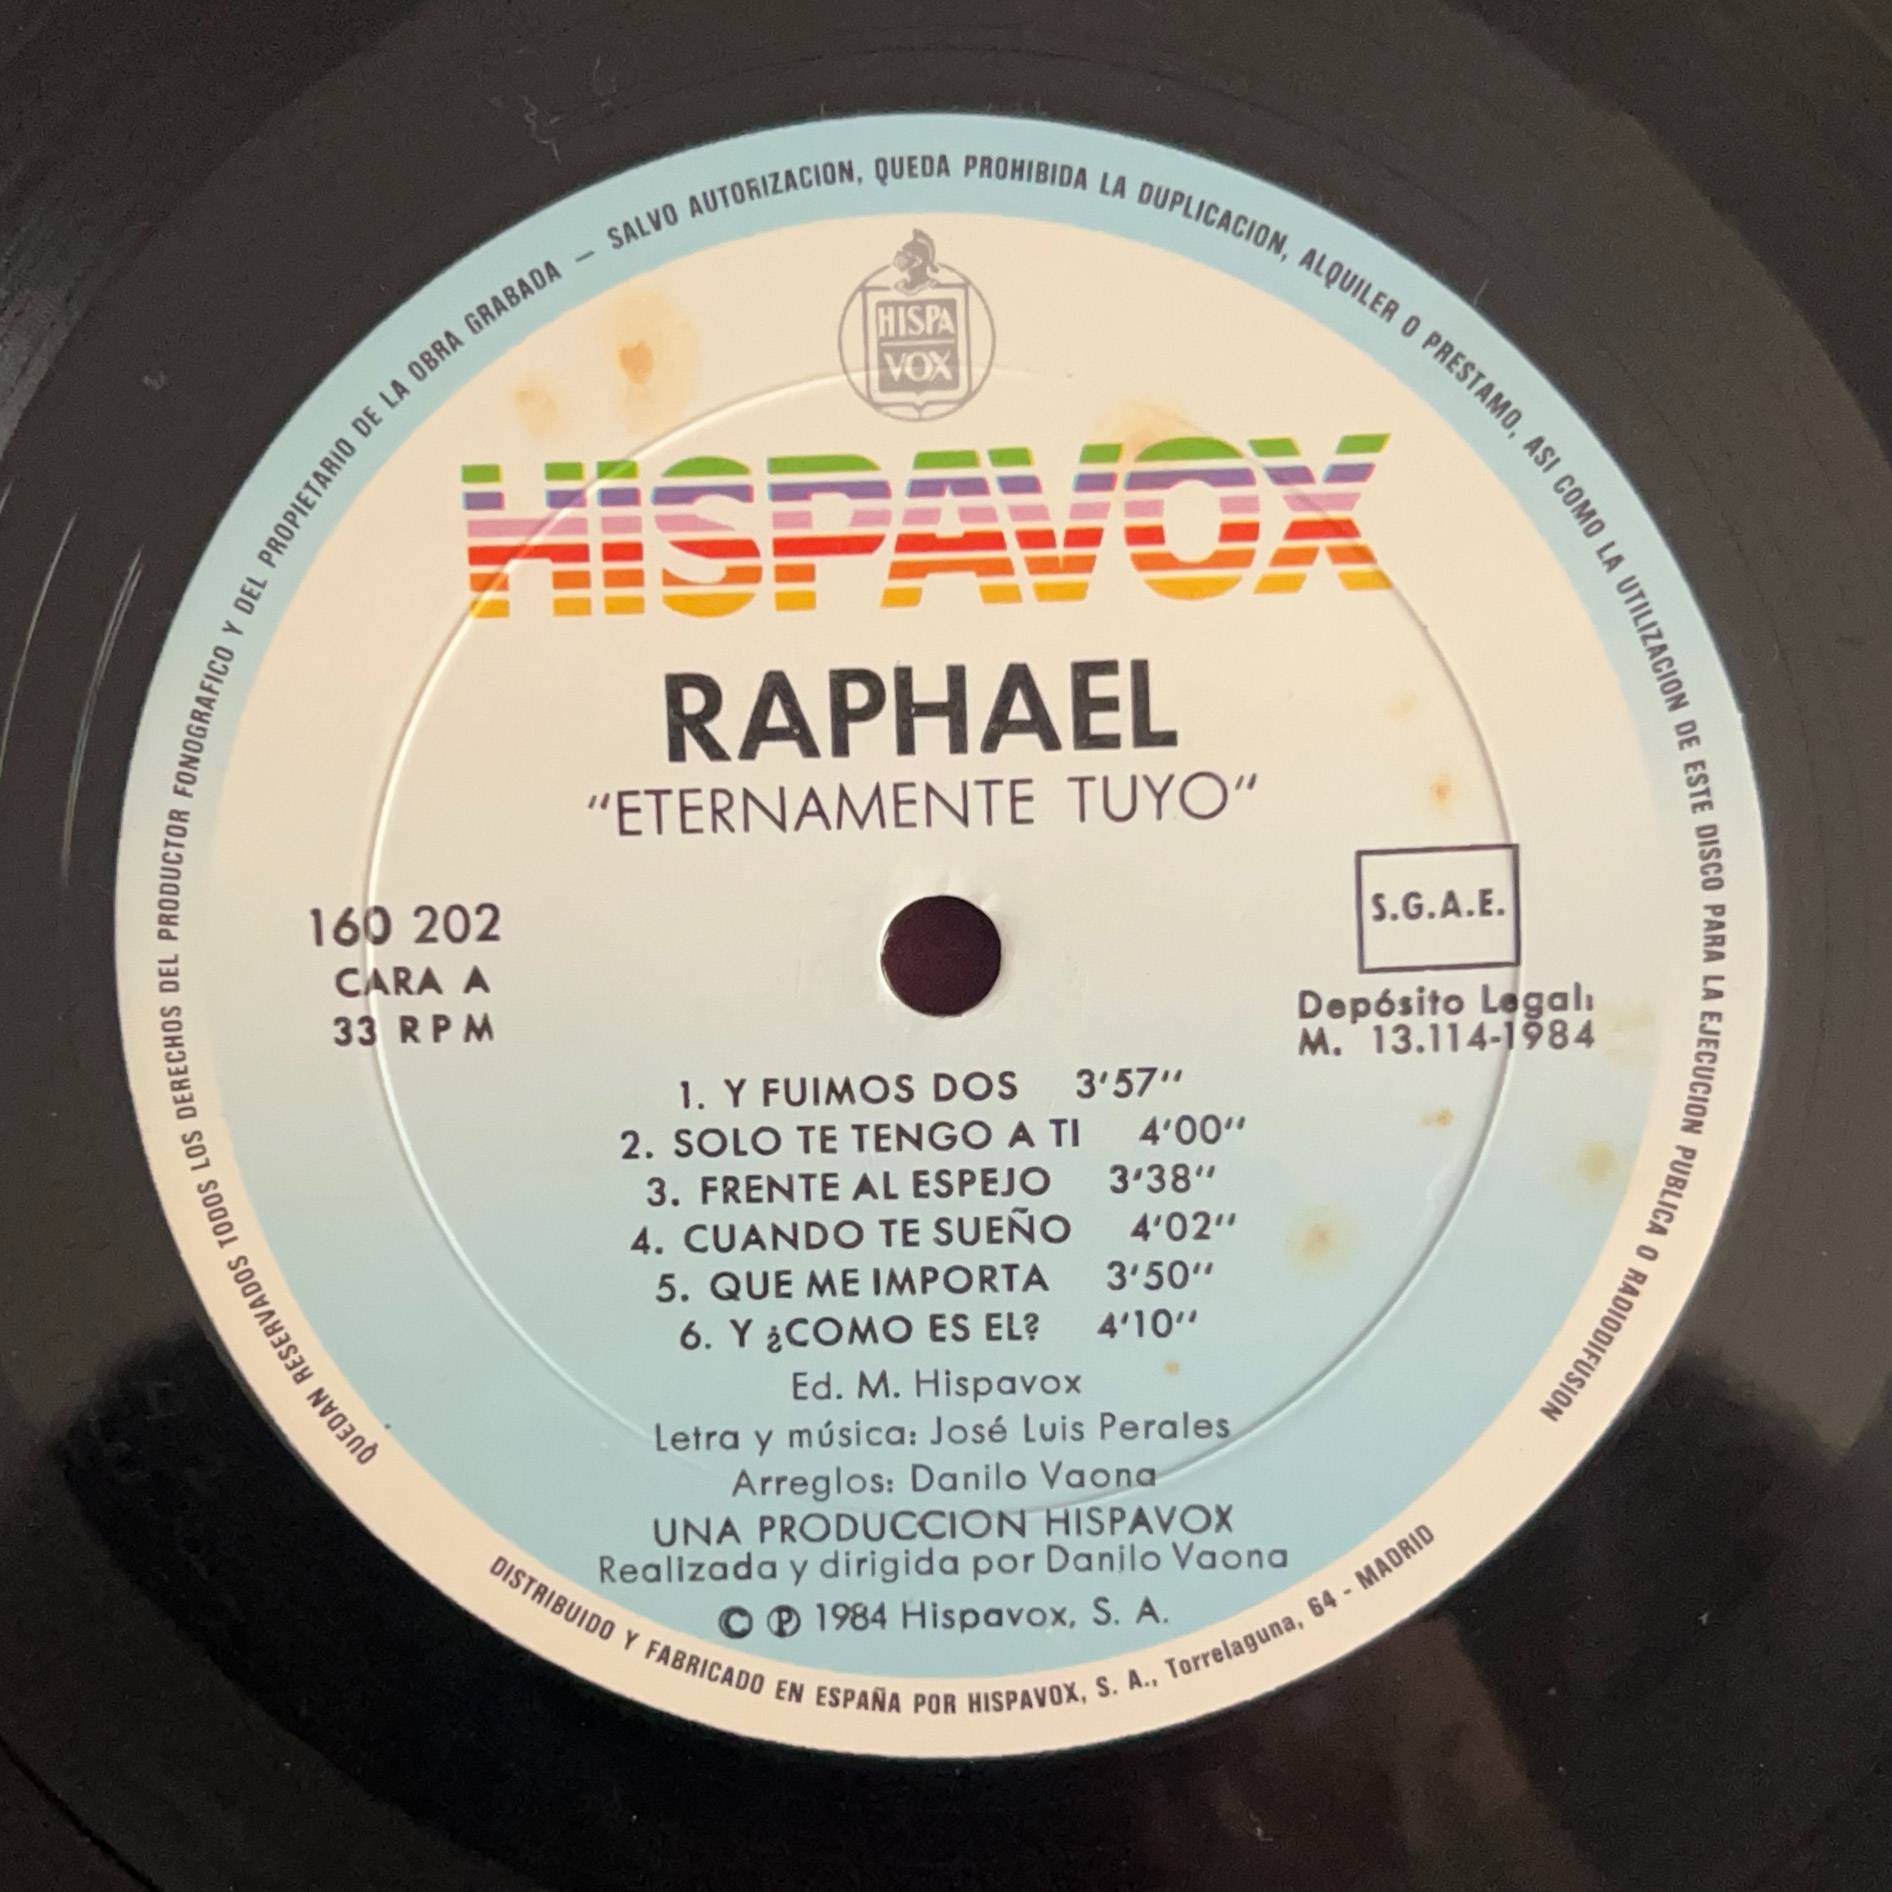 QUEDAN RESERVADOS TODOS LOS DERECHOS DEL PRODUCTOR FONOGRAFICO Y DEL PROPIETARIO DE LA OBRA GRABADA — SALVO AUTORIZACION, QUEDA PROHIBIDA LA DUPLICACION, ALQUILER O PRESTAMO, ASI COMO LA UTILIZACION DE ESTE DISCO PARA LA EJECUCION PUBLICA O RADIODIFUSION
HISPA
VOX
HISPAVOX
RAPHAEL
"ETERNAMENTE TUYO"
160 202
CARA A
33 RPM
S.G.A.E.
Depósito Legal:
M. 13.114-1984
1. Y FUIMOS DOS 3'57"
2. SOLO TE TENGO A TI 4'00"
3. FRENTE AL ESPEJO 3'38"
4. CUANDO TE SUEÑO 4'02"
5. QUE ME IMPORTA 3'50"
6. Y ¿COMO ES EL? 4'10"
Ed. M. Hispavox
Letra y música: José Luis Perales
Arreglos: Danilo Vaona
UNA PRODUCCION HISPAVOX
Realizada y dirigida por Danilo Vaona
© ℗ 1984 Hispavox, S. A.
DISTRIBUIDO Y FABRICADO EN ESPAÑA POR HISPAVOX, S. A., Torrelaguna, 64 - MADRID